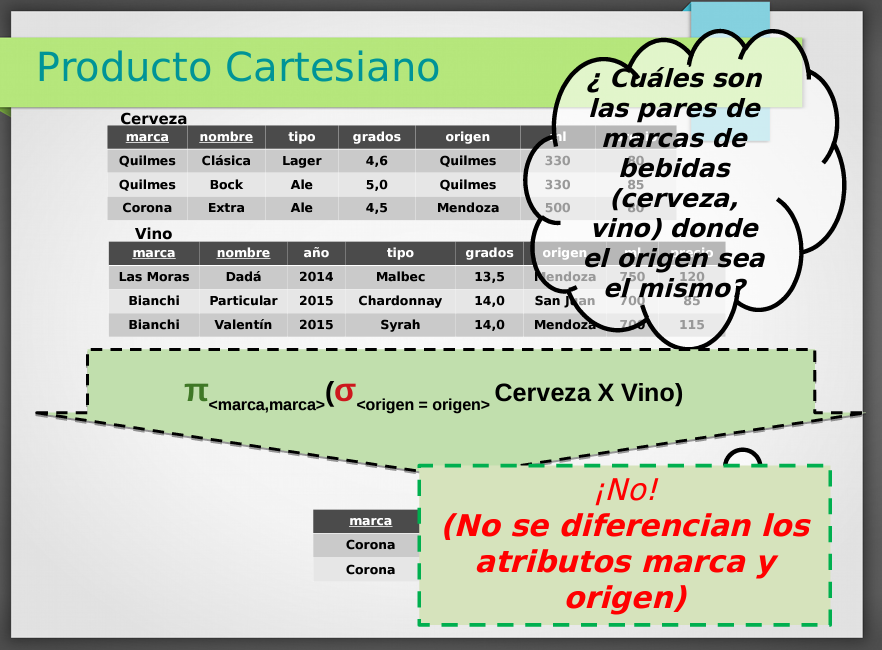 Producto Cartesiano
¿ Cuáles son
las pares de
marcas de
bebidas
(cerveza,
vino) donde
el origen sea
el mismo?
Cerveza
marca nombre tipo grados origen ml
Quilmes Clásica Lager 4,6 Quilmes 330 80
Quilmes Bock Ale 5,0 Quilmes 330 85
Corona Extra Ale 4,5 Mendoza 500 80
Vino
marca nombre año tipo grados origen ml precio
Las Moras Dadá 2014 Malbec 13,5 Mendoza 750 120
Bianchi Particular 2015 Chardonnay 14,0 San Juan 700 85
Bianchi Valentín 2015 Syrah 14,0 Mendoza 700 115
π<marca,marca>(σ<origen = origen> Cerveza X Vino)
marca
Corona
Corona
¡No!
(No se diferencian los
atributos marca y
origen)